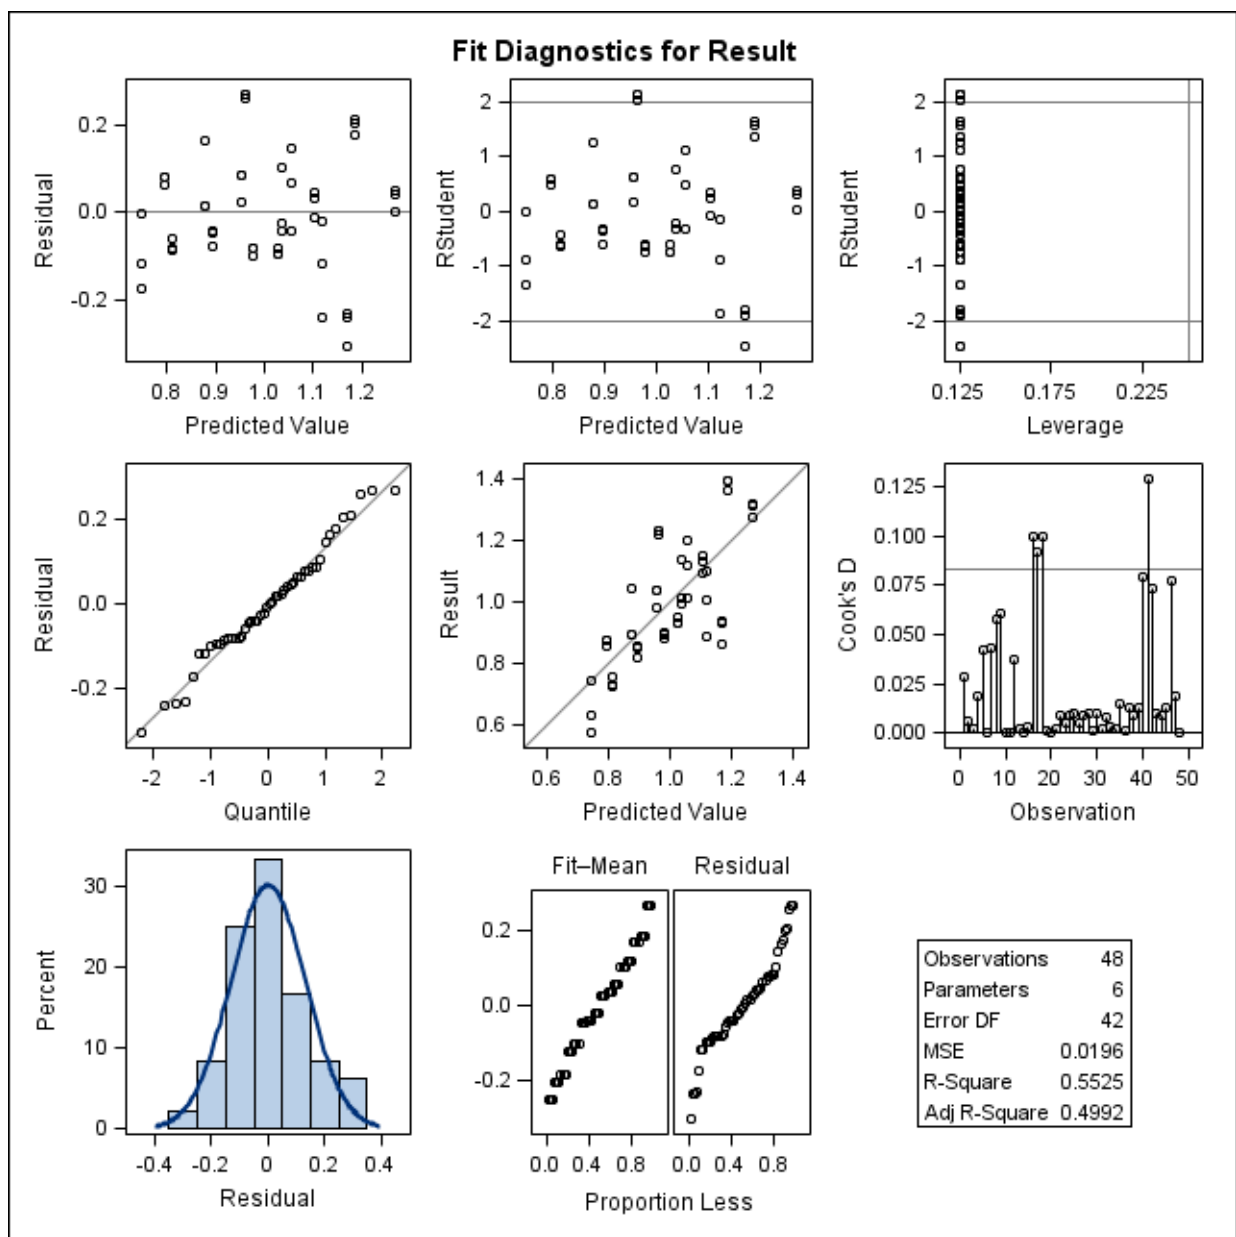 Fit Diagnostics for Result
Residual
0.2
0.0
-0.2
0.8 0.9 1.0 1.1 1.2
Predicted Value
RStudent
2
1
0
-1
-2
0.8 0.9 1.0 1.1 1.2
Predicted Value
RStudent
2
1
0
-1
-2
0.125 0.175 0.225
Leverage
Residual
0.2
0.0
-0.2
-2 -1 0 1 2
Quantile
Result
1.4
1.2
1.0
0.8
0.6
0.6 0.8 1.0 1.2 1.4
Predicted Value
Cook's D
0.125
0.100
0.075
0.050
0.025
0.000
0 10 20 30 40 50
Observation
Percent
30
20
10
0
-0.4 -0.2 0 0.2 0.4
Residual
Fit–Mean Residual
0.2
0.0
-0.2
0.0 0.4 0.8 0.0 0.4 0.8
Proportion Less
Observations 48
Parameters 6
Error DF 42
MSE 0.0196
R-Square 0.5525
Adj R-Square 0.4992